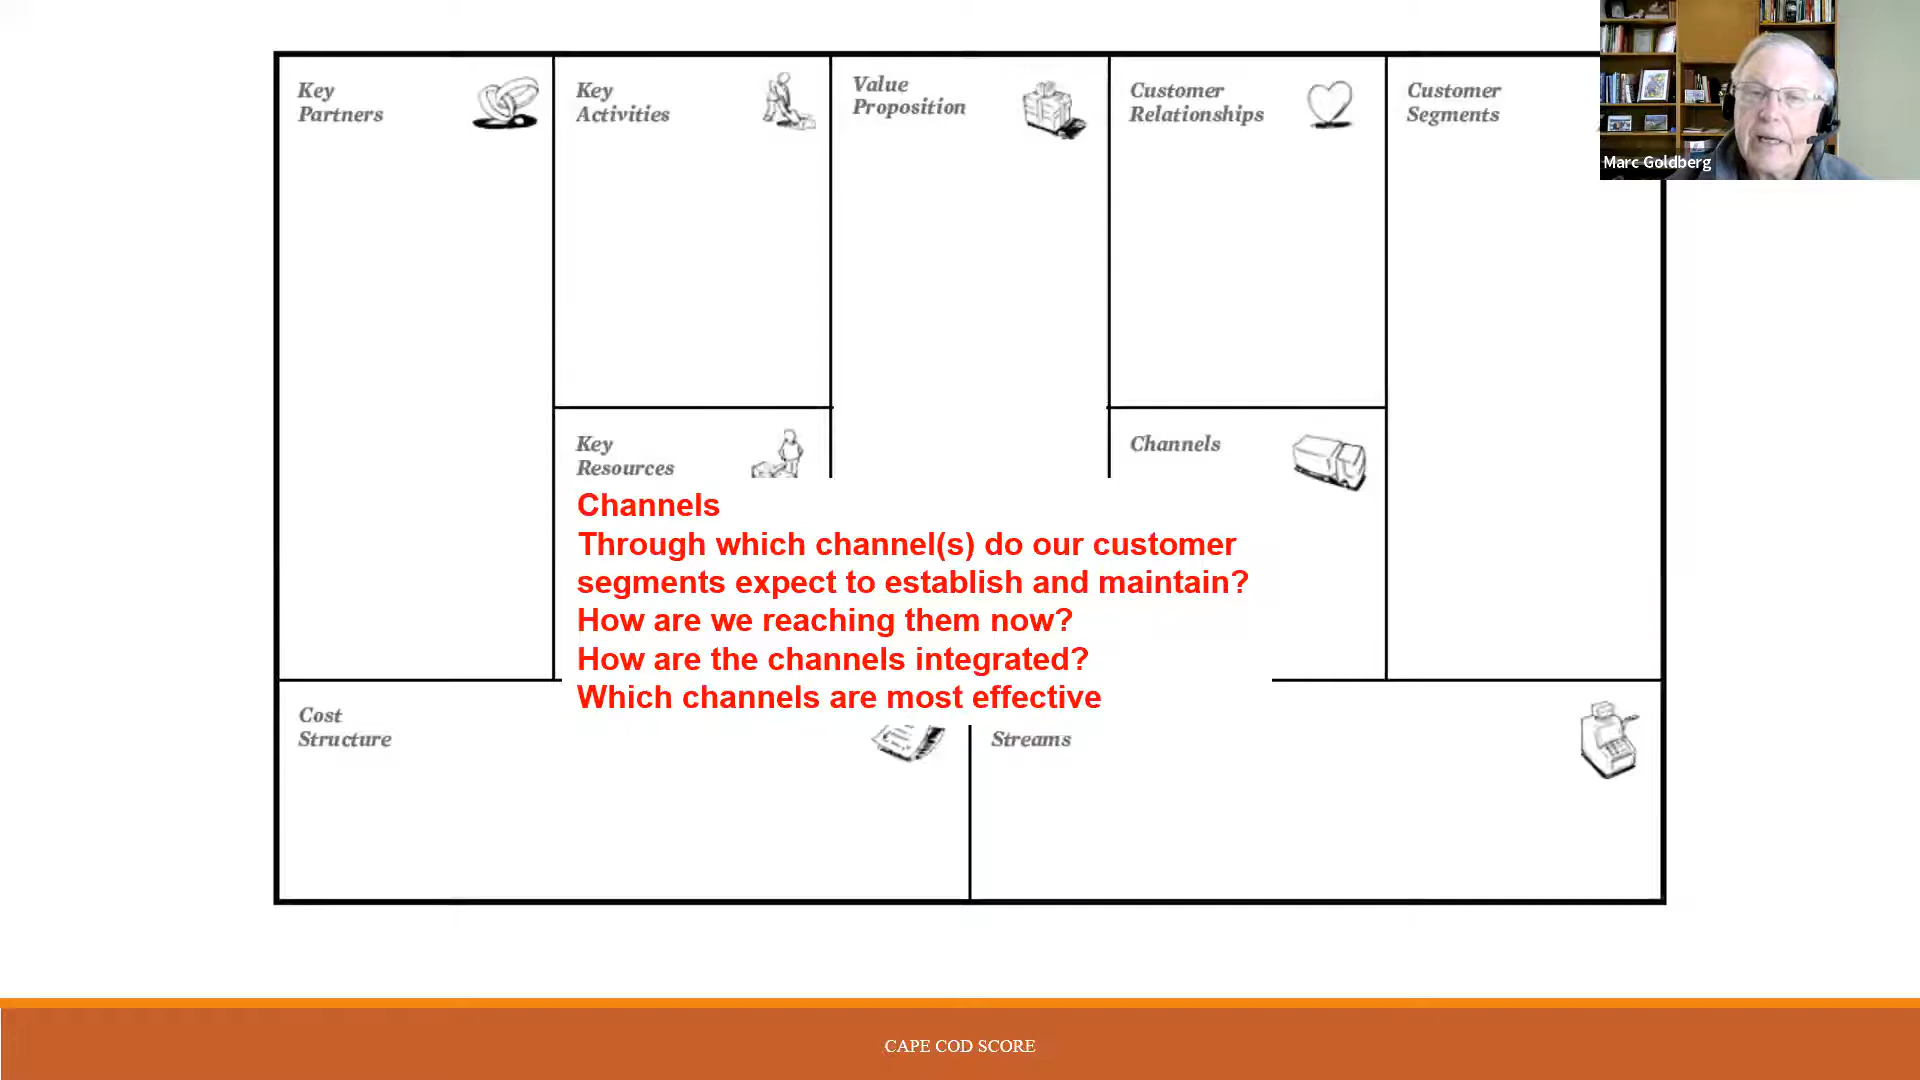 Key
Partners
Key
Activities
Value
Proposition
Customer
Relationships
Customer
Segments
Marc Goldberg
Key
Resources
Channels
Channels
Through which channel(s) do our customer
segments expect to establish and maintain?
How are we reaching them now?
How are the channels integrated?
Which channels are most effective
Cost
Structure
Streams
CAPE COD SCORE